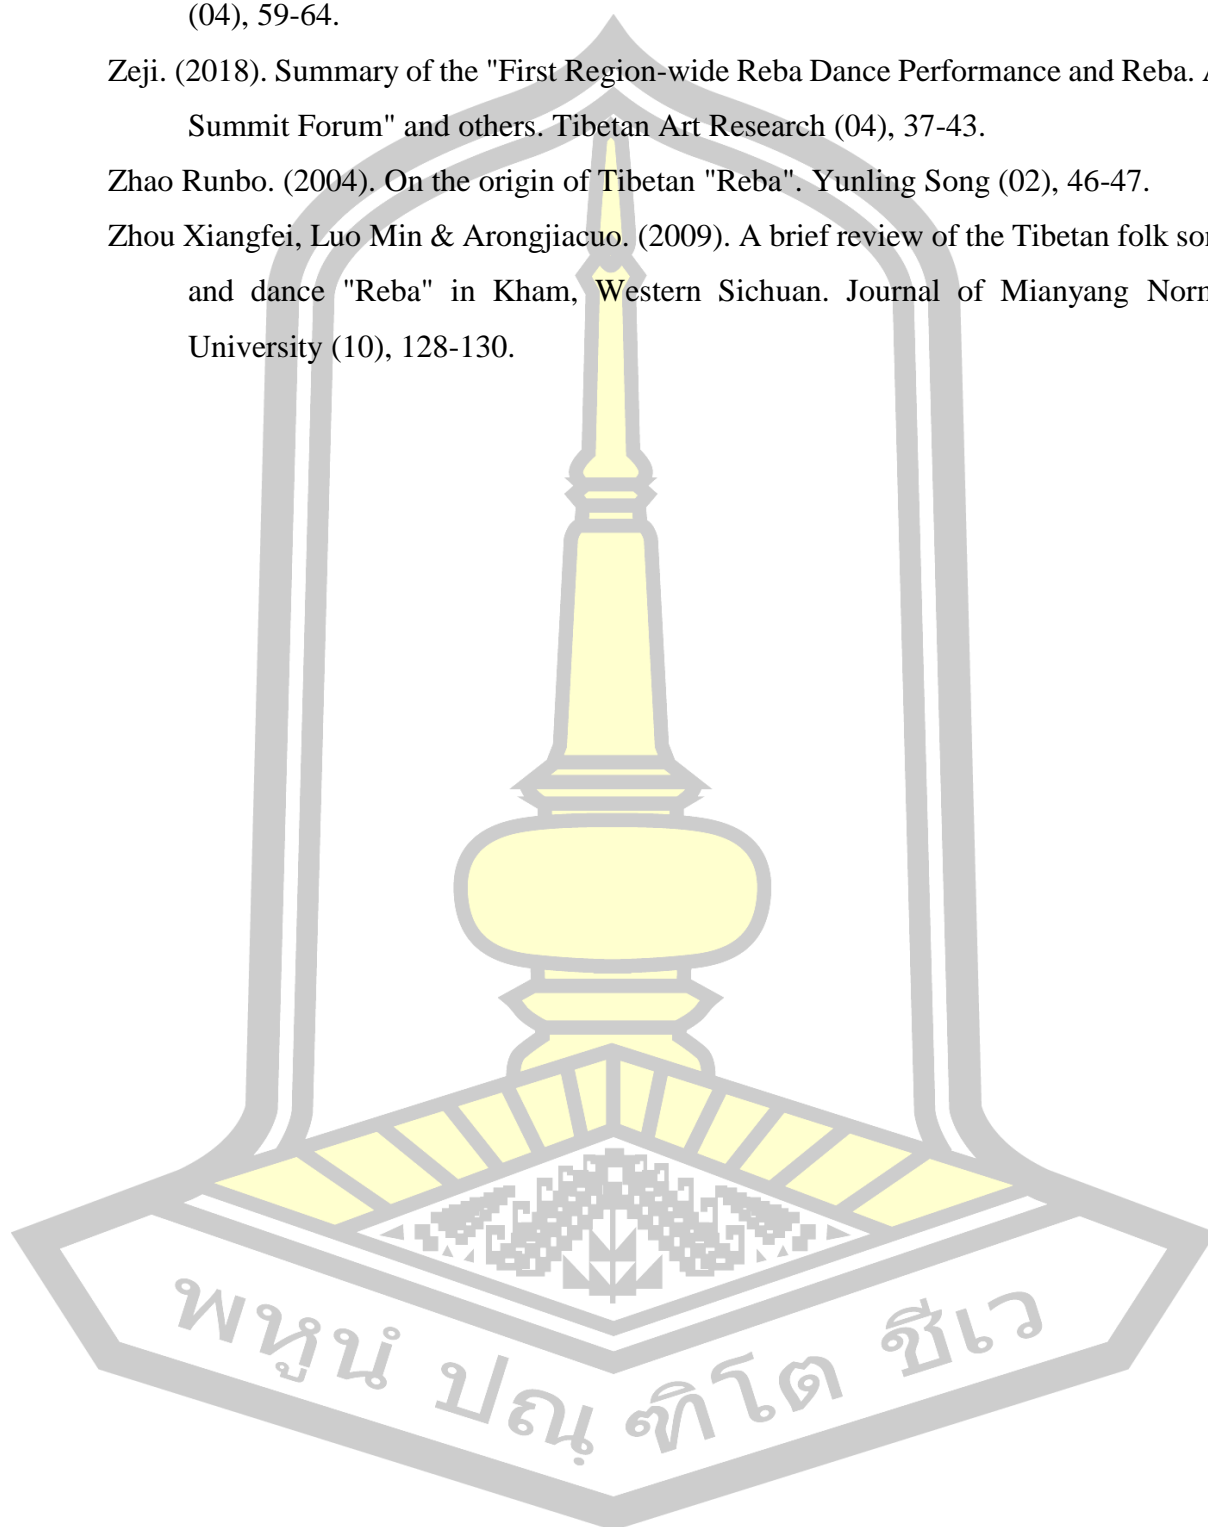 (04), 59-64.
Zeji. (2018). Summary of the "First Region-wide Reba Dance Performance and Reba.
Summit Forum" and others. Tibetan Art Research (04), 37-43.
Zhao Runbo. (2004). On the origin of Tibetan "Reba". Yunling Song (02), 46-47.
Zhou Xiangfei, Luo Min & Arongjiacuo. (2009). A brief review of the Tibetan folk
and dance "Reba" in Kham, Western Sichuan. Journal of Mianyang
University (10), 128-130.
พหูนํ ปณฺฑิโต ชีเว